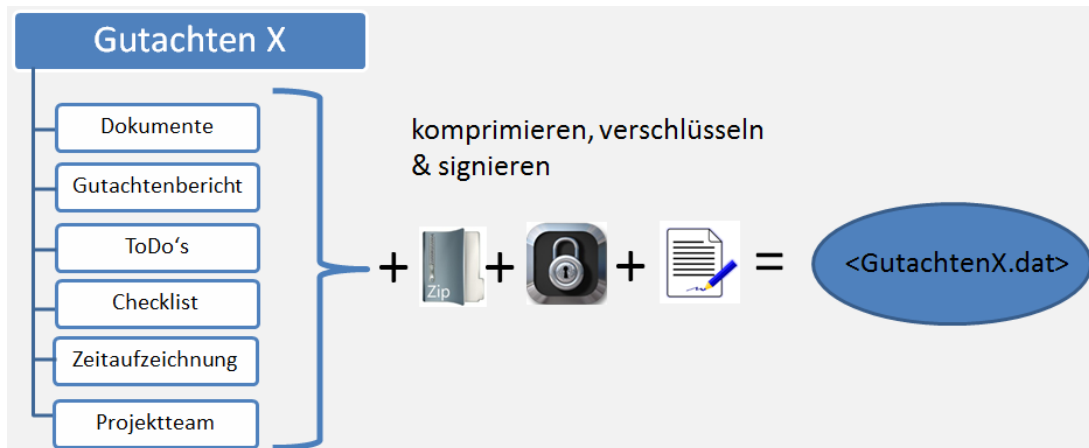 Gutachten X
Dokumente
Gutachtenbericht
ToDo‘s
Checklist
Zeitaufzeichnung
Projektteam
komprimieren, verschlüsseln
& signieren
+ Zip + + = <GutachtenX.dat>